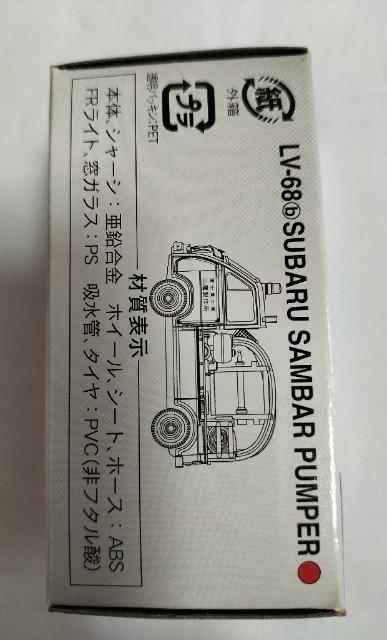 LV-68ⓑSUBARU SAMBAR PUMPER
紙
外箱
プラ
透明パッキン:PET
材質表示
本体、シャーシ:亜鉛合金 ホイール、シート、ホース:ABS
FRライト、窓ガラス:PS 吸水管、タイヤ:PVC(非フタル酸)